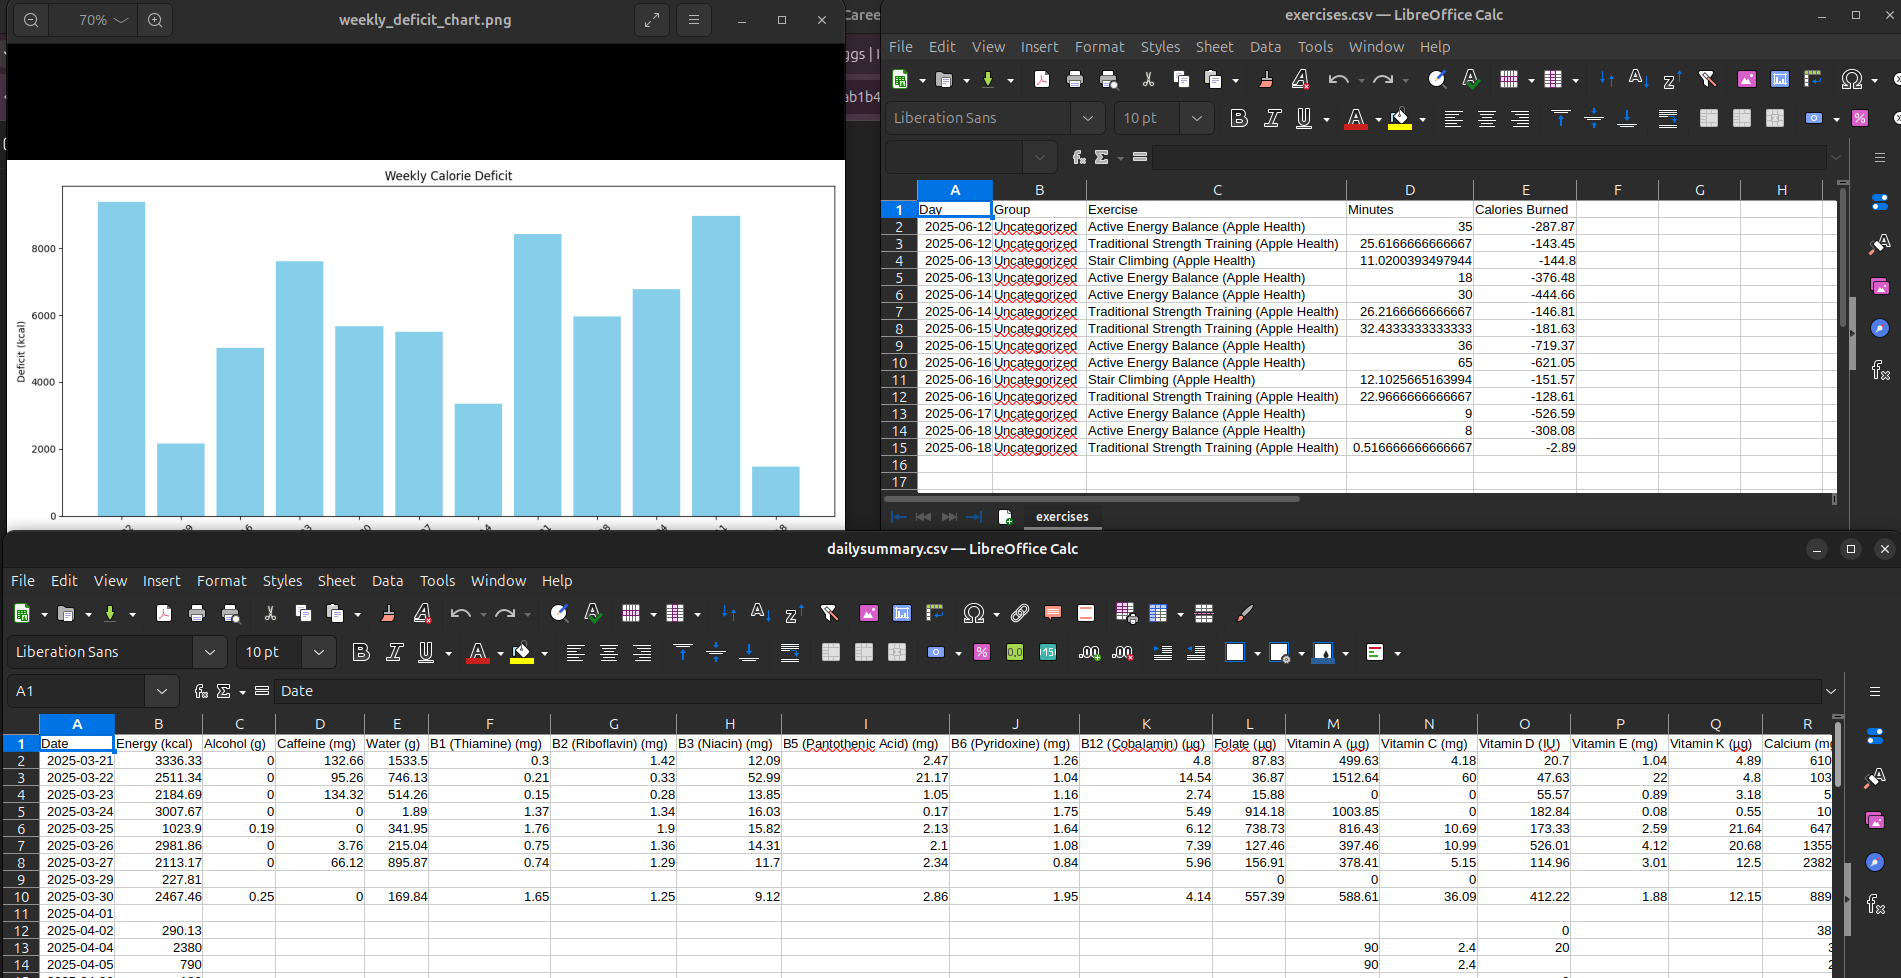 70%
weekly_deficit_chart.png
Weekly Calorie Deficit
Deficit (kcal)
8000
6000
4000
2000
0
Caree
ggs | I
ab1b4
exercises.csv — LibreOffice Calc
File Edit View Insert Format Styles Sheet Data Tools Window Help
Liberation Sans 10 pt
A B C D E F G H
1 Day Group Exercise Minutes Calories Burned
2 2025-06-12 Uncategorized Active Energy Balance (Apple Health) 35 -287.87
3 2025-06-12 Uncategorized Traditional Strength Training (Apple Health) 25.6166666666667 -143.45
4 2025-06-13 Uncategorized Stair Climbing (Apple Health) 11.0200393497944 -144.8
5 2025-06-13 Uncategorized Active Energy Balance (Apple Health) 18 -376.48
6 2025-06-14 Uncategorized Active Energy Balance (Apple Health) 30 -444.66
7 2025-06-14 Uncategorized Traditional Strength Training (Apple Health) 26.2166666666667 -146.81
8 2025-06-15 Uncategorized Traditional Strength Training (Apple Health) 32.4333333333333 -181.63
9 2025-06-15 Uncategorized Active Energy Balance (Apple Health) 36 -719.37
10 2025-06-16 Uncategorized Active Energy Balance (Apple Health) 65 -621.05
11 2025-06-16 Uncategorized Stair Climbing (Apple Health) 12.1025665163994 -151.57
12 2025-06-16 Uncategorized Traditional Strength Training (Apple Health) 22.9666666666667 -128.61
13 2025-06-17 Uncategorized Active Energy Balance (Apple Health) 9 -526.59
14 2025-06-18 Uncategorized Active Energy Balance (Apple Health) 8 -308.08
15 2025-06-18 Uncategorized Traditional Strength Training (Apple Health) 0.516666666666667 -2.89
16
17
exercises
dailysummary.csv — LibreOffice Calc
File Edit View Insert Format Styles Sheet Data Tools Window Help
Liberation Sans 10 pt
A1 Date
A B C D E F G H I J K L M N O P Q R
1 Date Energy (kcal) Alcohol (g) Caffeine (mg) Water (g) B1 (Thiamine) (mg) B2 (Riboflavin) (mg) B3 (Niacin) (mg) B5 (Pantothenic Acid) (mg) B6 (Pyridoxine) (mg) B12 (Cobalamin) (µg) Folate (µg) Vitamin A (µg) Vitamin C (mg) Vitamin D (IU) Vitamin E (mg) Vitamin K (µg) Calcium (mg
2 2025-03-21 3336.33 0 132.66 1533.5 0.3 1.42 12.09 2.47 1.26 4.8 87.83 499.63 4.18 20.7 1.04 4.89 610
3 2025-03-22 2511.34 0 95.26 746.13 0.21 0.33 52.99 21.17 1.04 14.54 36.87 1512.64 60 47.63 22 4.8 103
4 2025-03-23 2184.69 0 134.32 514.26 0.15 0.28 13.85 1.05 1.16 2.74 15.88 0 0 55.57 0.89 3.18 5
5 2025-03-24 3007.67 0 0 1.89 1.37 1.34 16.03 0.17 1.75 5.49 914.18 1003.85 0 182.84 0.08 0.55 10
6 2025-03-25 1023.9 0.19 0 341.95 1.76 1.9 15.82 2.13 1.64 6.12 738.73 816.43 10.69 173.33 2.59 21.64 647
7 2025-03-26 2981.86 0 3.76 215.04 0.75 1.36 14.31 2.1 1.08 7.39 127.46 397.46 10.99 526.01 4.12 20.68 1355
8 2025-03-27 2113.17 0 66.12 895.87 0.74 1.29 11.7 2.34 0.84 5.96 156.91 378.41 5.15 114.96 3.01 12.5 2382
9 2025-03-29 227.81 0 0 0
10 2025-03-30 2467.46 0.25 0 169.84 1.65 1.25 9.12 2.86 1.95 4.14 557.39 588.61 36.09 412.22 1.88 12.15 889
11 2025-04-01
12 2025-04-02 290.13 0 38
13 2025-04-04 2380 90 2.4 20
14 2025-04-05 790 90 2.4